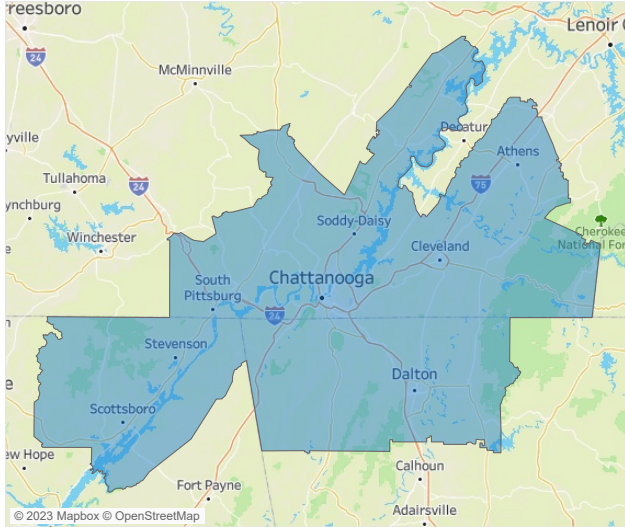 reesboro
Lenoir C
24
McMinnville
Decatur
yville
Athens
Tullahoma
24
75
ynchburg
Soddy-Daisy
Cherokee
National For
Winchester
Cleveland
South
Pittsburg
Chattanooga
24
Stevenson
Dalton
Scottsboro
ew Hope
Calhoun
Fort Payne
Adairsville
© 2023 Mapbox © OpenStreetMap